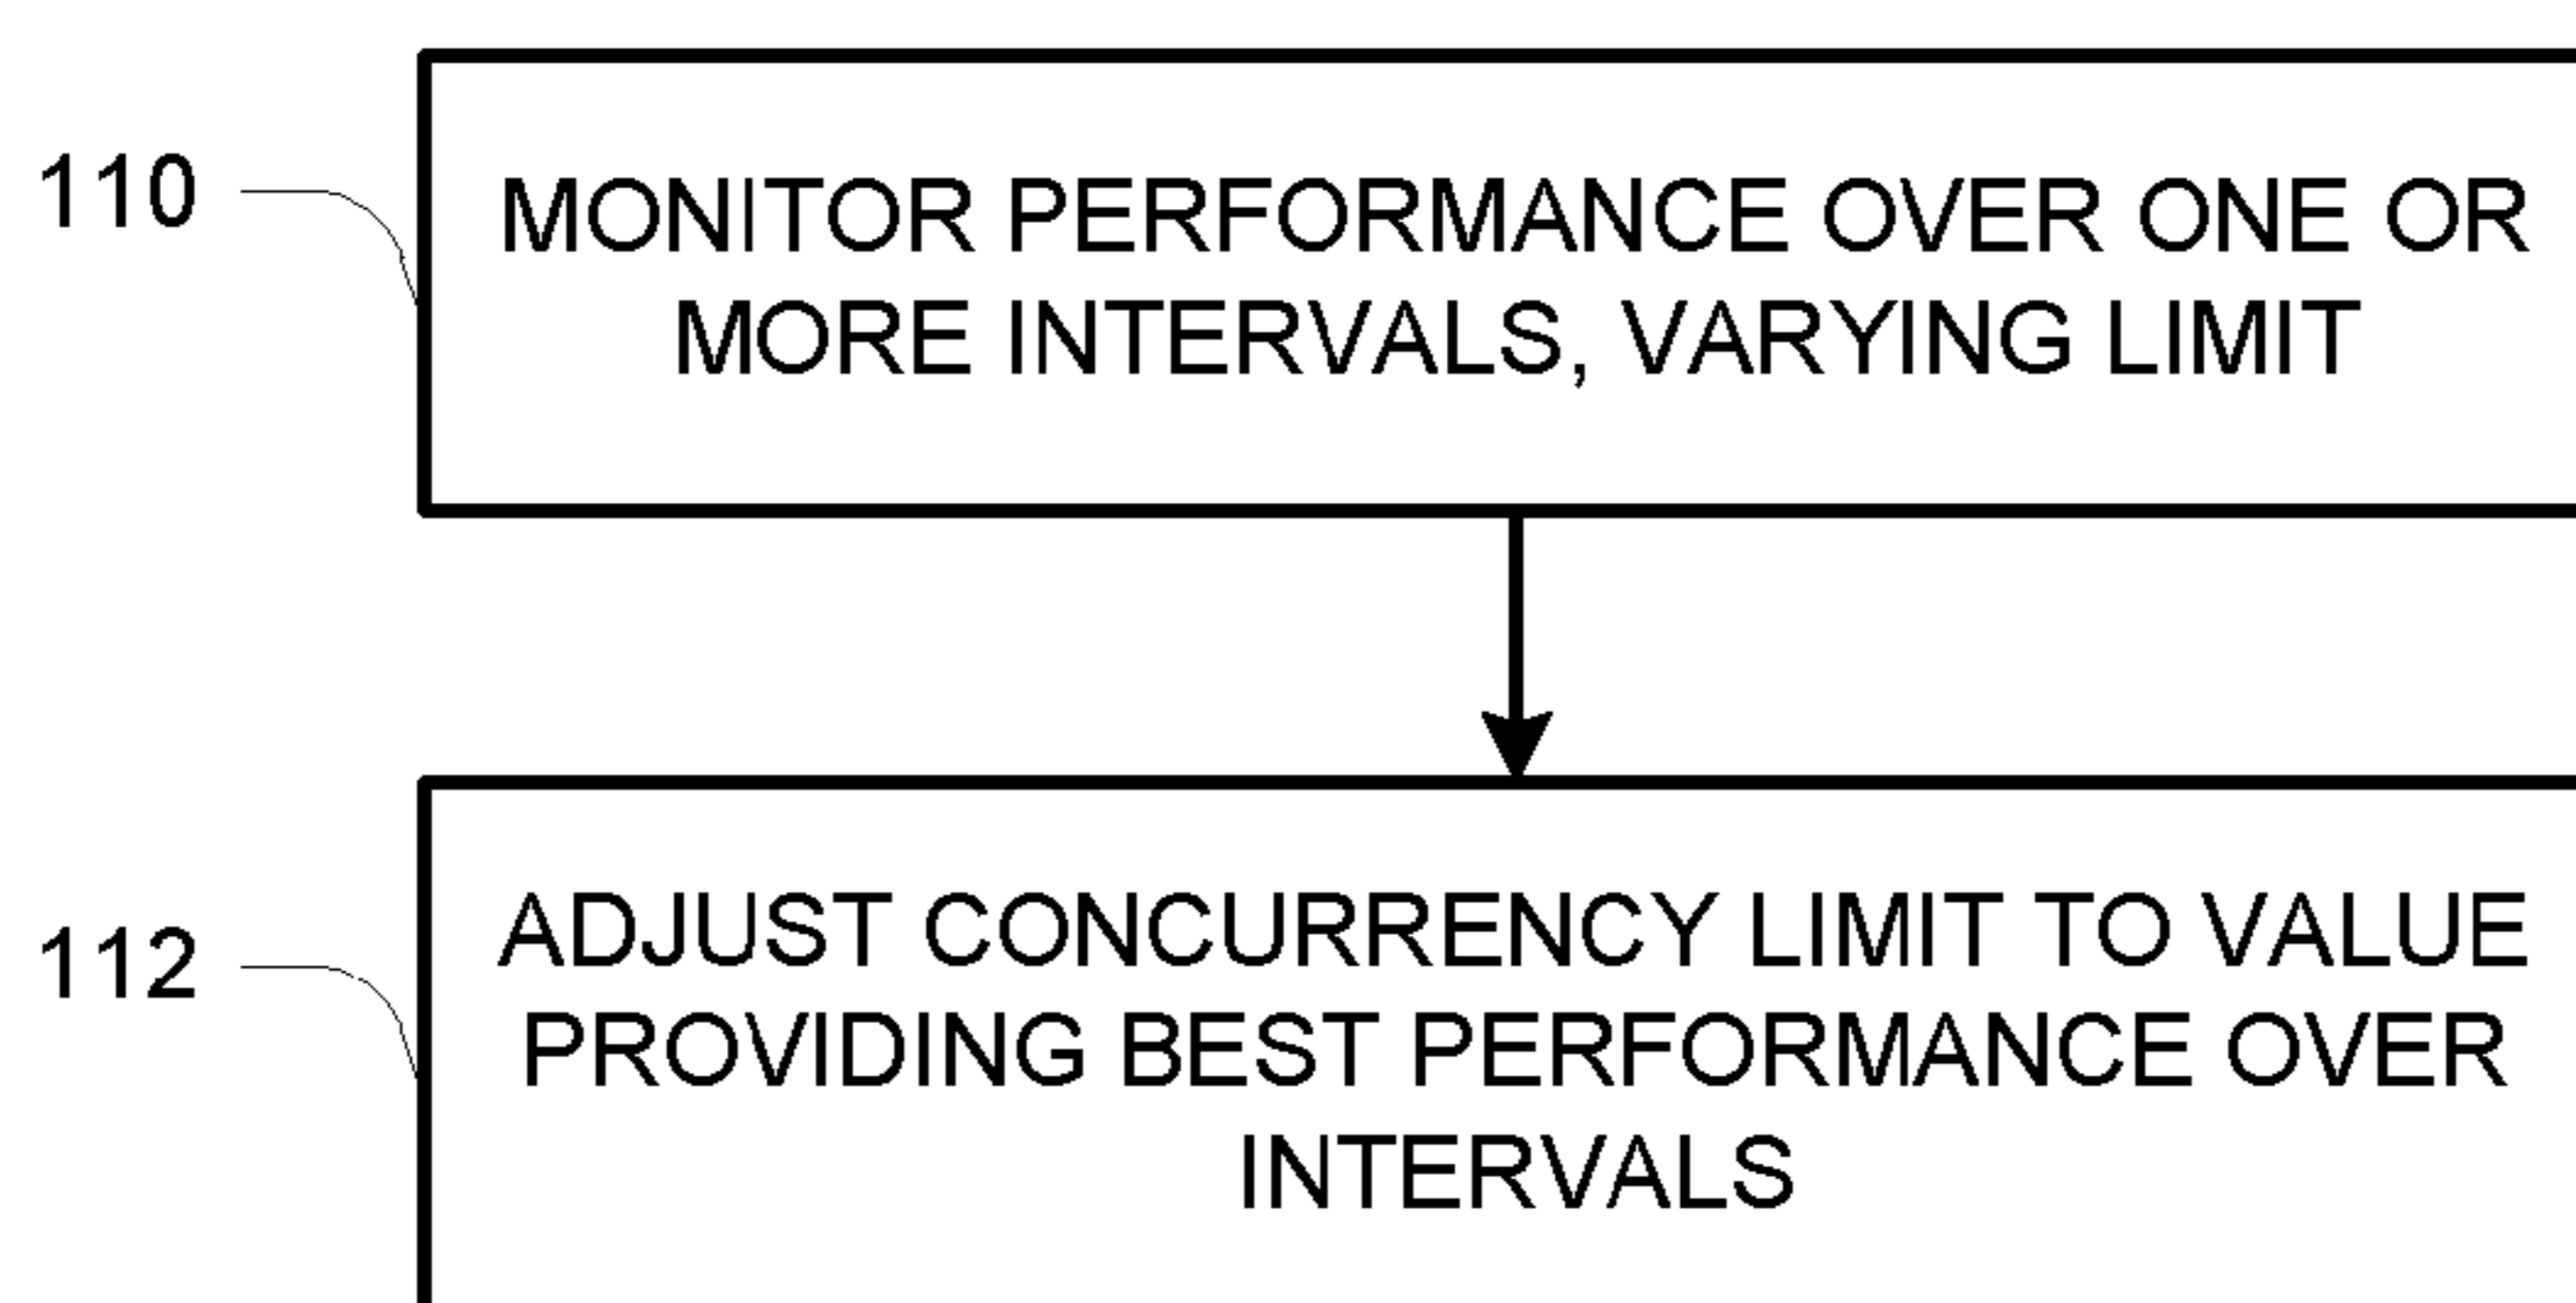 110
MONITOR PERFORMANCE OVER ONE OR
MORE INTERVALS, VARYING LIMIT
112
ADJUST CONCURRENCY LIMIT TO VALUE
PROVIDING BEST PERFORMANCE OVER
INTERVALS